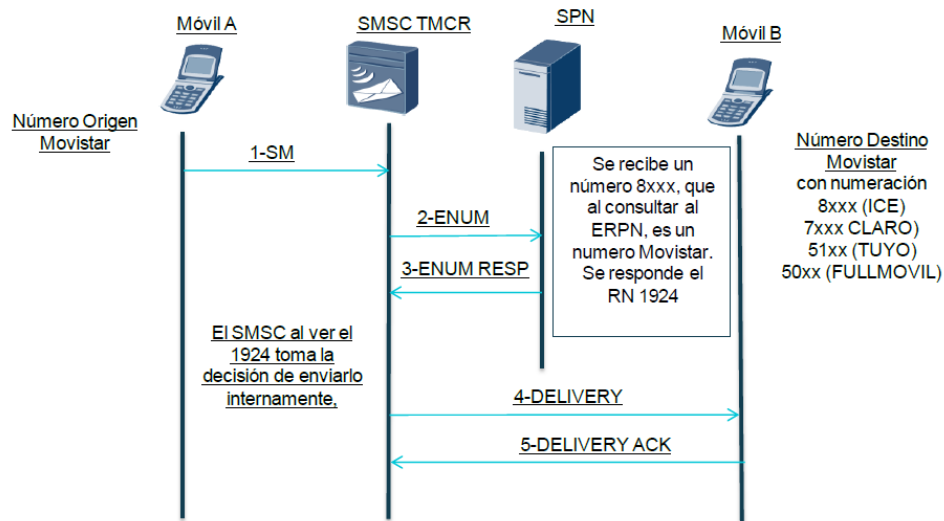 Móvil A
SMSC TMCR
SPN
Móvil B
Número Origen
Movistar
1-SM
2-ENUM
3-ENUM RESP
Se recibe un
número 8xxx, que
al consultar al
ERPN, es un
numero Movistar.
Se responde el
RN 1924
Número Destino
Movistar
con numeración
8xxx (ICE)
7xxx CLARO)
51xx (TUYO)
50xx (FULLMOVIL)
El SMSC al ver el
1924 toma la
decisión de enviarlo
internamente,
4-DELIVERY
5-DELIVERY ACK